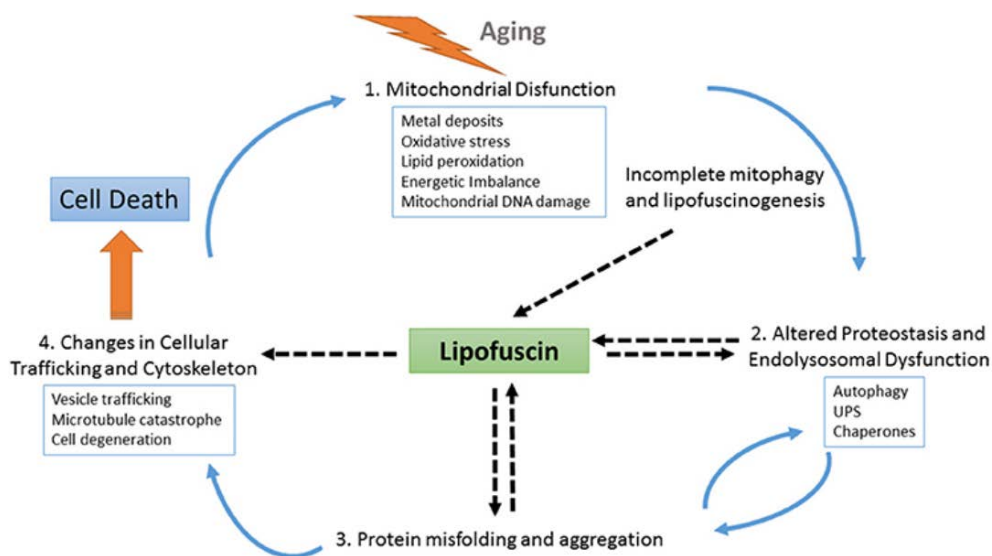 Aging
1. Mitochondrial Disfunction
Metal deposits
Oxidative stress
Lipid peroxidation
Energetic Imbalance
Mitochondrial DNA damage
Incomplete mitophagy
and lipofuscinogenesis
Cell Death
4. Changes in Cellular
Trafficking and Cytoskeleton
Vesicle trafficking
Microtubule catastrophe
Cell degeneration
Lipofuscin
2. Altered Proteostasis and
Endolysosomal Dysfunction
Autophagy
UPS
Chaperones
3. Protein misfolding and aggregation